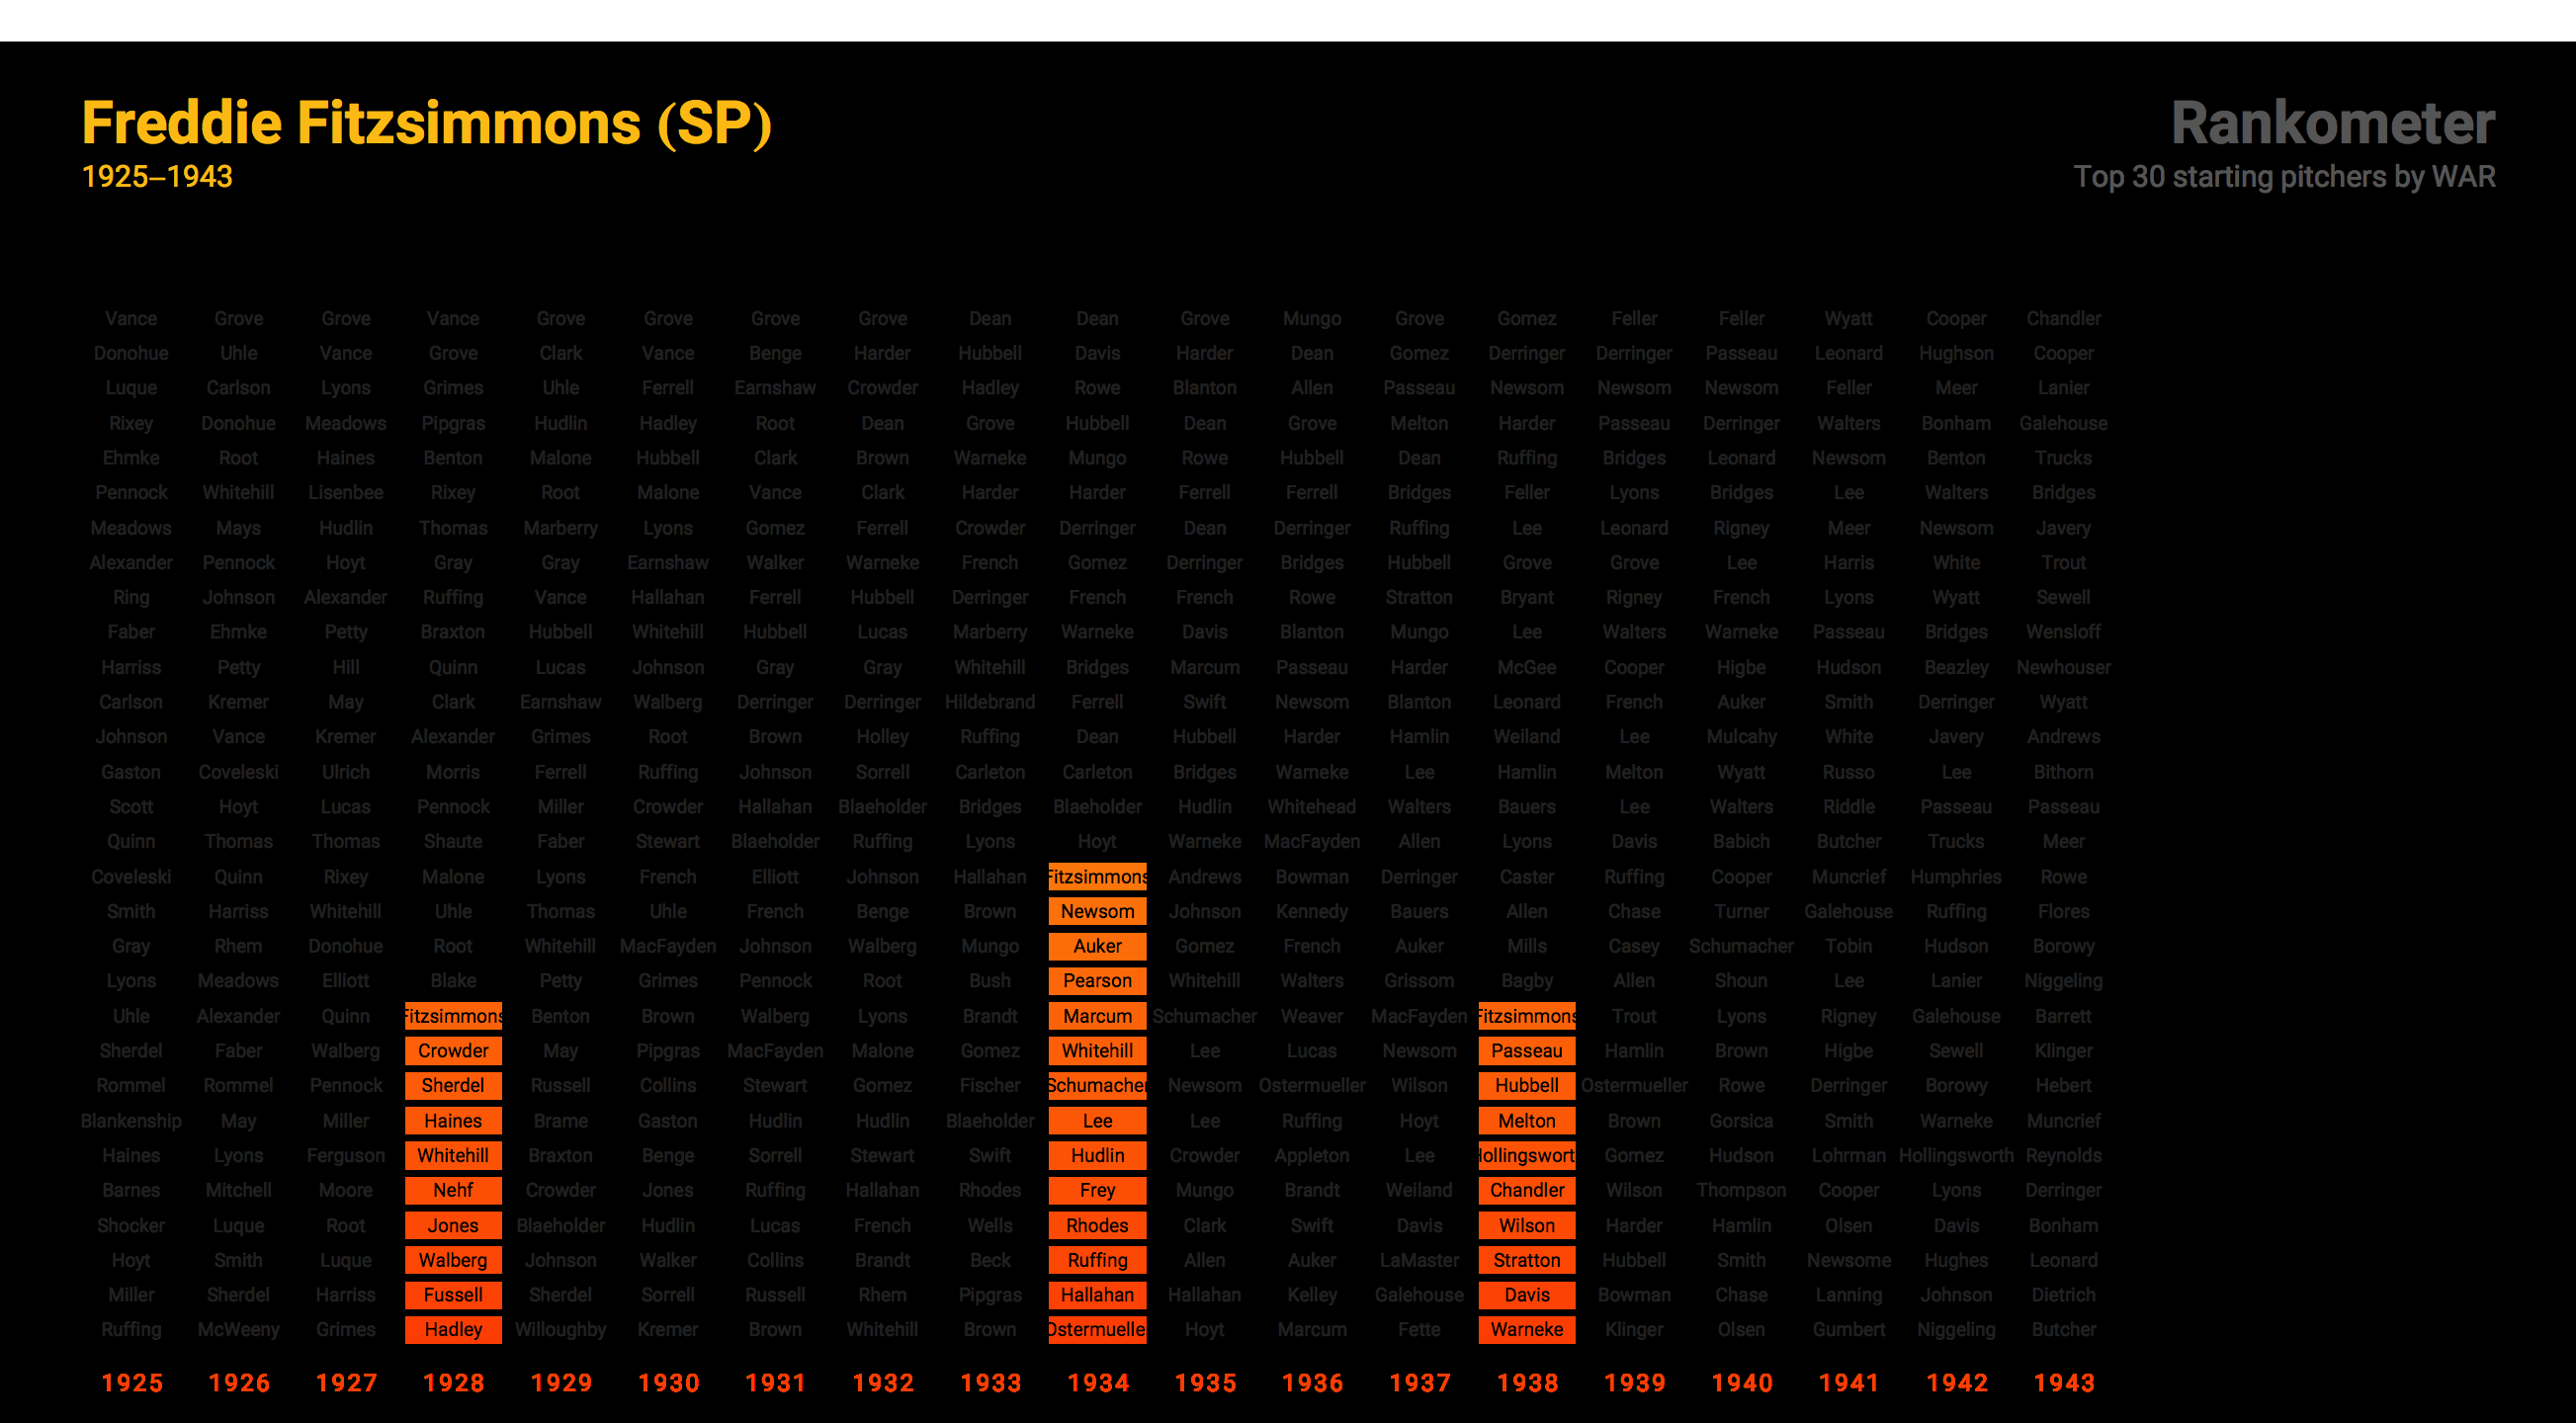 Freddie Fitzsimmons (SP)
1925–1943
Rankometer
Top 30 starting pitchers by WAR
Vance Grove Grove Vance Grove Grove Grove Grove Dean Dean Grove Mungo Grove Gomez Feller Feller Wyatt Cooper Chandler
Donohue Uhle Vance Grove Clark Vance Benge Harder Hubbell Davis Harder Dean Gomez Derringer Derringer Passeau Leonard Hughson Cooper
Luque Carlson Lyons Grimes Uhle Ferrell Earnshaw Crowder Hadley Rowe Blanton Allen Passeau Newsom Newsom Newsom Feller Meer Lanier
Rixey Donohue Meadows Pipgras Hudlin Hadley Root Dean Grove Hubbell Dean Grove Melton Harder Passeau Derringer Walters Bonham Galehouse
Ehmke Root Haines Benton Malone Hubbell Clark Brown Warneke Mungo Rowe Hubbell Dean Ruffing Bridges Leonard Newsom Benton Trucks
Pennock Whitehill Lisenbee Rixey Root Malone Vance Clark Harder Harder Ferrell Ferrell Bridges Feller Lyons Bridges Lee Walters Bridges
Meadows Mays Hudlin Thomas Marberry Lyons Gomez Ferrell Crowder Derringer Dean Derringer Ruffing Lee Leonard Rigney Meer Newsom Javery
Alexander Pennock Hoyt Gray Gray Earnshaw Walker Warneke French Gomez Derringer Bridges Hubbell Grove Grove Lee Harris White Trout
Ring Johnson Alexander Ruffing Vance Hallahan Ferrell Hubbell Derringer French French Rowe Stratton Bryant Rigney French Lyons Wyatt Sewell
Faber Ehmke Petty Braxton Hubbell Whitehill Hubbell Lucas Marberry Warneke Davis Blanton Mungo Lee Walters Warneke Passeau Bridges Wensloff
Harriss Petty Hill Quinn Lucas Johnson Gray Gray Whitehill Bridges Marcum Passeau Harder McGee Cooper Higbe Hudson Beazley Newhouser
Carlson Kremer May Clark Earnshaw Walberg Derringer Derringer Hildebrand Ferrell Swift Newsom Blanton Leonard French Auker Smith Derringer Wyatt
Johnson Vance Kremer Alexander Grimes Root Brown Holley Ruffing Dean Hubbell Harder Hamlin Weiland Lee Mulcahy White Javery Andrews
Gaston Coveleski Ulrich Morris Ferrell Ruffing Johnson Sorrell Carleton Carleton Bridges Warneke Lee Hamlin Melton Wyatt Russo Lee Bithorn
Scott Hoyt Lucas Pennock Miller Crowder Hallahan Blaeholder Bridges Blaeholder Hudlin Whitehead Walters Bauers Lee Walters Riddle Passeau Passeau
Quinn Thomas Thomas Shaute Faber Stewart Blaeholder Ruffing Lyons Hoyt Warneke MacFayden Allen Lyons Davis Babich Butcher Trucks Meer
Coveleski Quinn Rixey Malone Lyons French Elliott Johnson Hallahan Fitzsimmons Andrews Bowman Derringer Caster Ruffing Cooper Muncrief Humphries Rowe
Smith Harriss Whitehill Uhle Thomas Uhle French Benge Brown Newsom Johnson Kennedy Bauers Allen Chase Turner Galehouse Ruffing Flores
Gray Rhem Donohue Root Whitehill MacFayden Johnson Walberg Mungo Auker Gomez French Auker Mills Casey Schumacher Tobin Hudson Borowy
Lyons Meadows Elliott Blake Petty Grimes Pennock Root Bush Pearson Whitehill Walters Grissom Bagby Allen Shoun Lee Lanier Niggeling
Uhle Alexander Quinn Fitzsimmons Benton Brown Walberg Lyons Brandt Marcum Schumacher Weaver MacFayden Fitzsimmons Trout Lyons Rigney Galehouse Barrett
Sherdel Faber Walberg Crowder May Pipgras MacFayden Malone Gomez Whitehill Lee Lucas Newsom Passeau Hamlin Brown Higbe Sewell Klinger
Rommel Rommel Pennock Sherdel Russell Collins Stewart Gomez Fischer Schumacher Newsom Ostermueller Wilson Hubbell Ostermueller Rowe Derringer Borowy Hebert
Blankenship May Miller Haines Brame Gaston Hudlin Hudlin Blaeholder Lee Lee Ruffing Hoyt Melton Brown Gorsica Smith Warneke Muncrief
Haines Lyons Ferguson Whitehill Braxton Benge Sorrell Stewart Swift Hudlin Crowder Appleton Lee Hollingsworth Gomez Hudson Lohrman Hollingsworth Reynolds
Barnes Mitchell Moore Nehf Crowder Jones Ruffing Hallahan Rhodes Frey Mungo Brandt Weiland Chandler Wilson Thompson Cooper Lyons Derringer
Shocker Luque Root Jones Blaeholder Hudlin Lucas French Wells Rhodes Clark Swift Davis Wilson Harder Hamlin Olsen Davis Bonham
Hoyt Smith Luque Walberg Johnson Walker Collins Brandt Beck Ruffing Allen Auker LaMaster Stratton Hubbell Smith Newsome Hughes Leonard
Miller Sherdel Harriss Fussell Sherdel Sorrell Russell Rhem Pipgras Hallahan Hallahan Kelley Galehouse Davis Bowman Chase Lanning Johnson Dietrich
Ruffing McWeeny Grimes Hadley Willoughby Kremer Brown Whitehill Brown Ostermuelle Hoyt Marcum Fette Warneke Klinger Olsen Gumbert Niggeling Butcher
1925 1926 1927 1928 1929 1930 1931 1932 1933 1934 1935 1936 1937 1938 1939 1940 1941 1942 1943